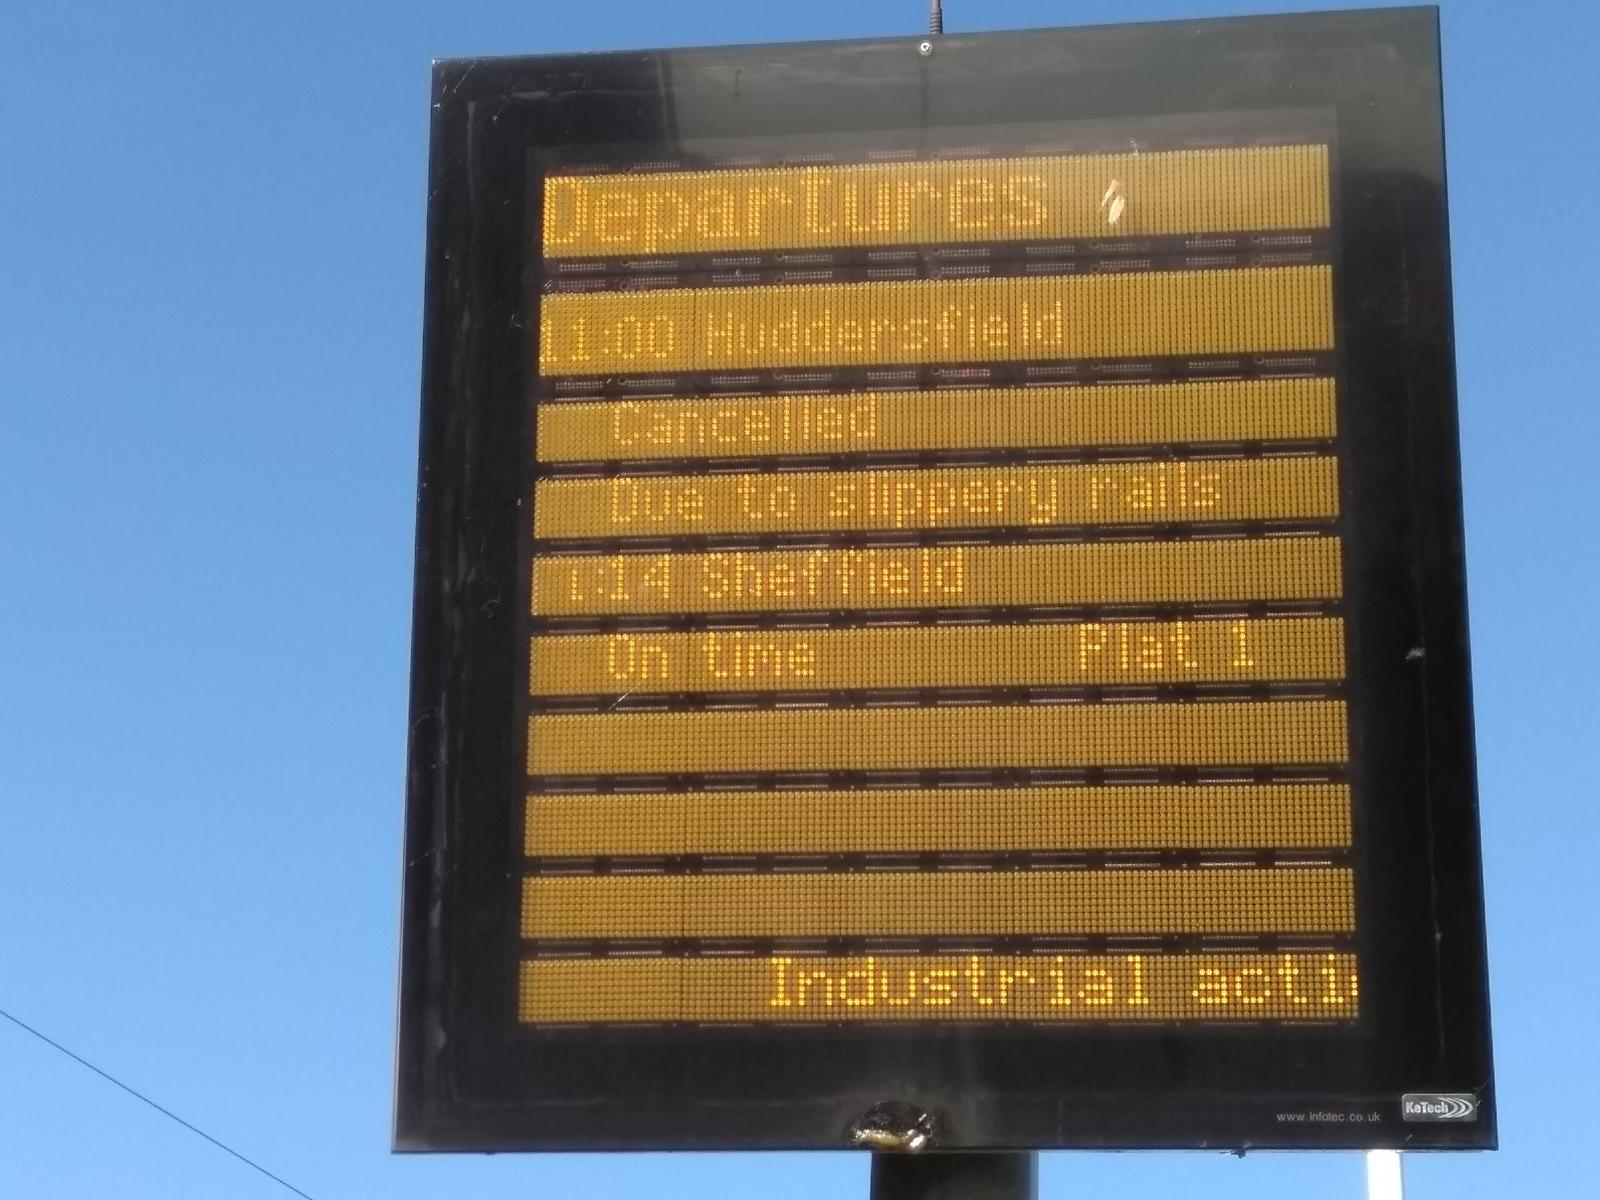 Departures
11:00 Huddersfield
Cancelled
Due to slippery rails
1:14 Sheffield
On time Plat 1
Industrial acti
www.infotec.co.uk KeTech